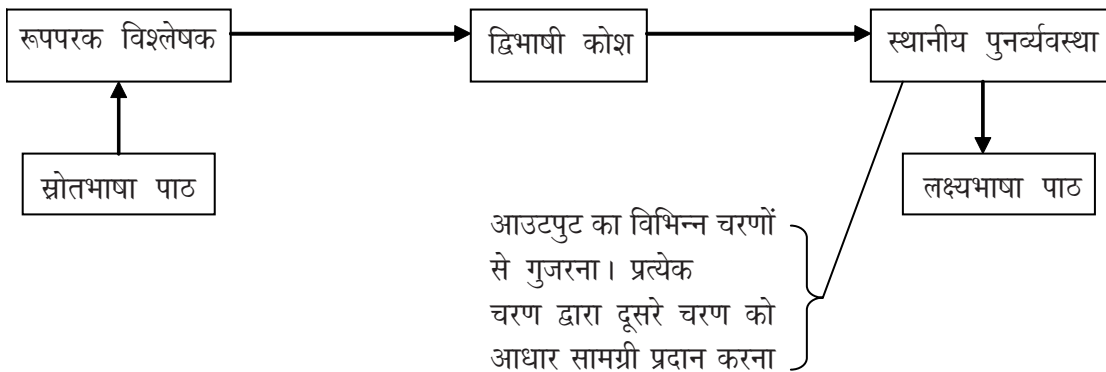 रूपपरक विश्लेषक
द्विभाषी कोश
स्थानीय पुनर्व्यवस्था
स्रोतभाषा पाठ
लक्ष्यभाषा पाठ
आउटपुट का विभिन्न चरणों
से गुजरना। प्रत्येक
चरण द्वारा दूसरे चरण को
आधार सामग्री प्रदान करना